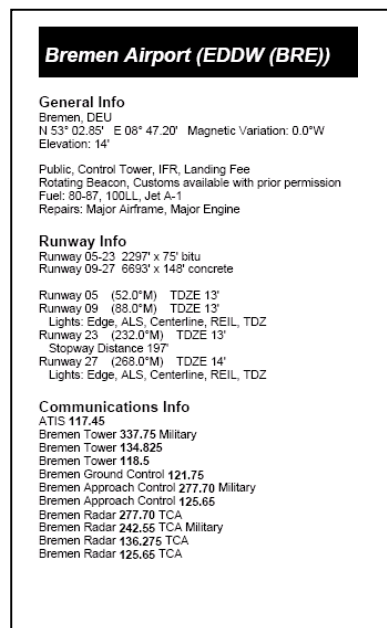 Bremen Airport (EDDW (BRE))
General Info
Bremen, DEU
N 53° 02.85' E 08° 47.20' Magnetic Variation: 0.0°W
Elevation: 14'
Public, Control Tower, IFR, Landing Fee
Rotating Beacon, Customs available with prior permission
Fuel: 80-87, 100LL, Jet A-1
Repairs: Major Airframe, Major Engine
Runway Info
Runway 05-23 2297' x 75' bitu
Runway 09-27 6693' x 148' concrete
Runway 05 (52.0°M) TDZE 13'
Runway 09 (88.0°M) TDZE 13'
Lights: Edge, ALS, Centerline, REIL, TDZ
Runway 23 (232.0°M) TDZE 13'
Stopway Distance 197'
Runway 27 (268.0°M) TDZE 14'
Lights: Edge, ALS, Centerline, REIL, TDZ
Communications Info
ATIS 117.45
Bremen Tower 337.75 Military
Bremen Tower 134.825
Bremen Tower 118.5
Bremen Ground Control 121.75
Bremen Approach Control 277.70 Military
Bremen Approach Control 125.65
Bremen Radar 277.70 TCA
Bremen Radar 242.55 TCA Military
Bremen Radar 136.275 TCA
Bremen Radar 125.65 TCA